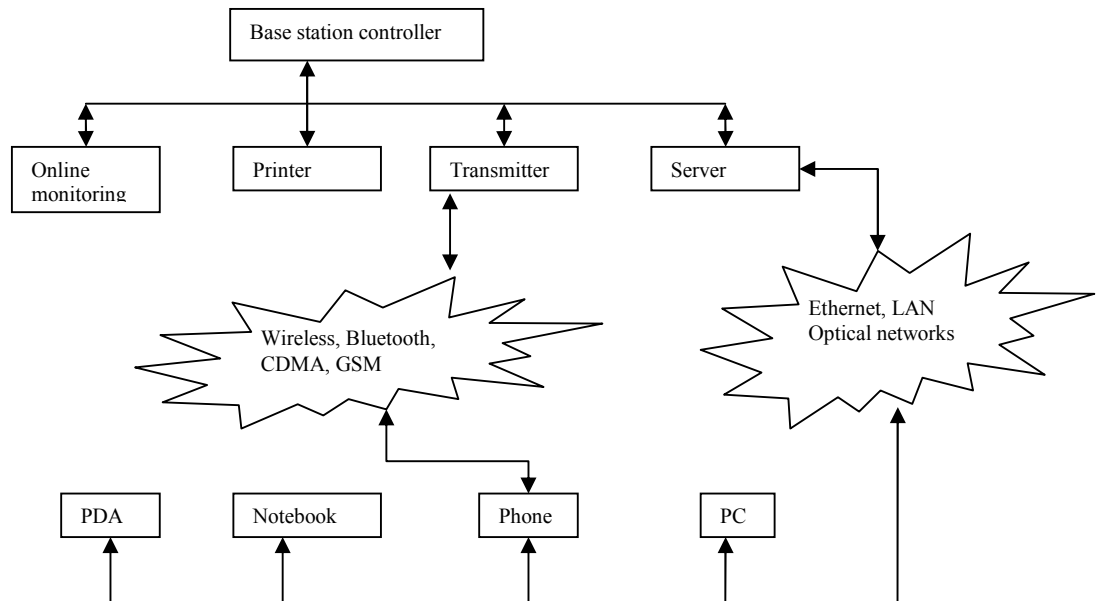 Base station controller
Online
monitoring
Printer
Transmitter
Server
Ethernet, LAN
Optical networks
Wireless, Bluetooth,
CDMA, GSM
PDA
Notebook
Phone
PC